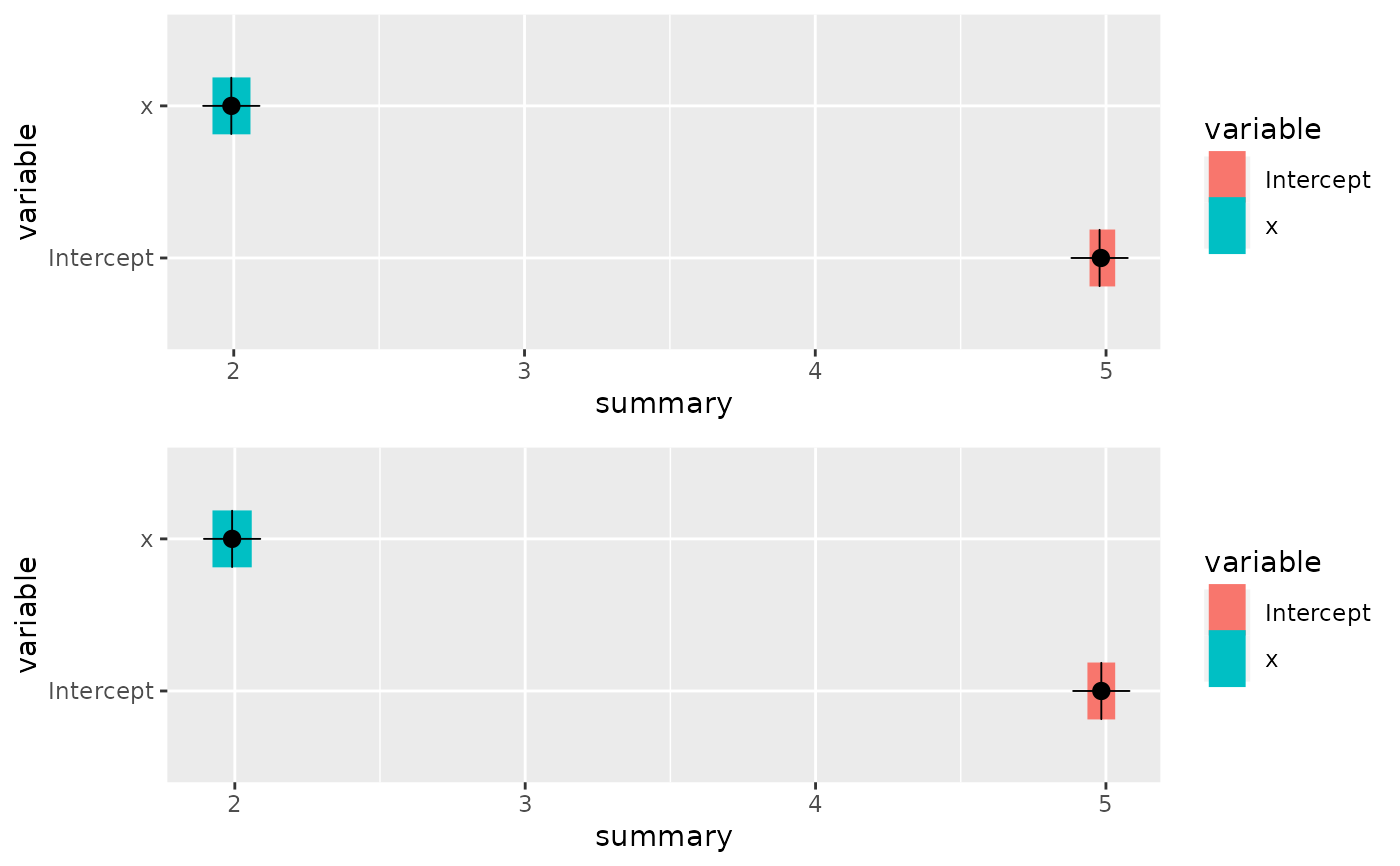 variable
x
Intercept
2 3 4 5
summary
variable
Intercept
x
variable
x
Intercept
2 3 4 5
summary
variable
Intercept
x